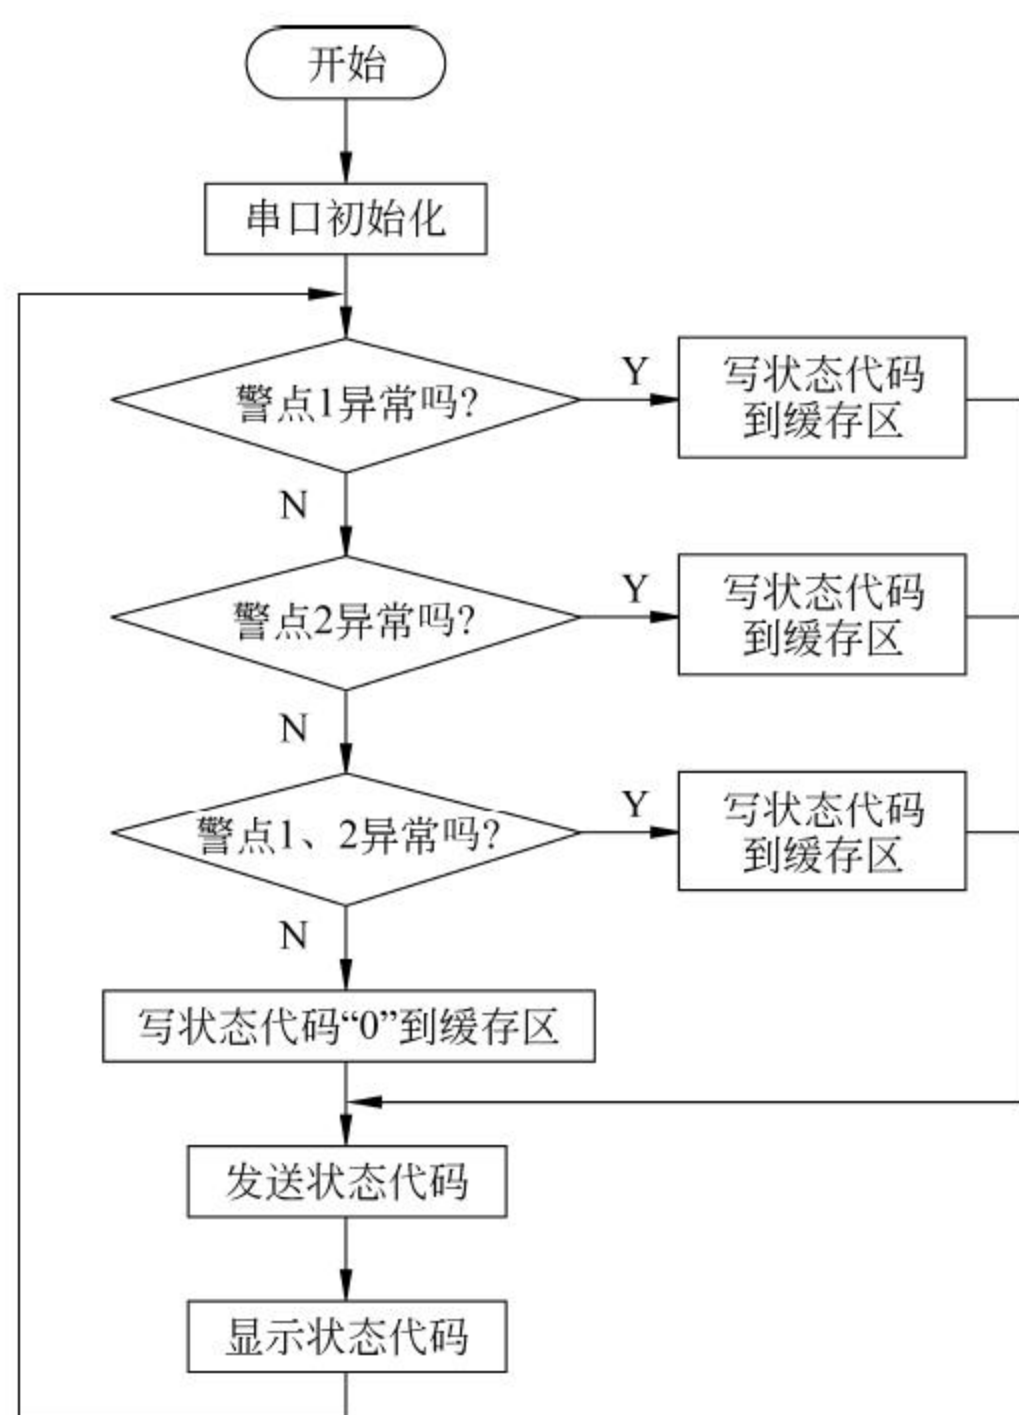 开始
串口初始化
警点1异常吗?
Y
写状态代码
到缓存区
N
警点2异常吗?
Y
写状态代码
到缓存区
N
警点1、2异常吗?
Y
写状态代码
到缓存区
N
写状态代码“0”到缓存区
发送状态代码
显示状态代码